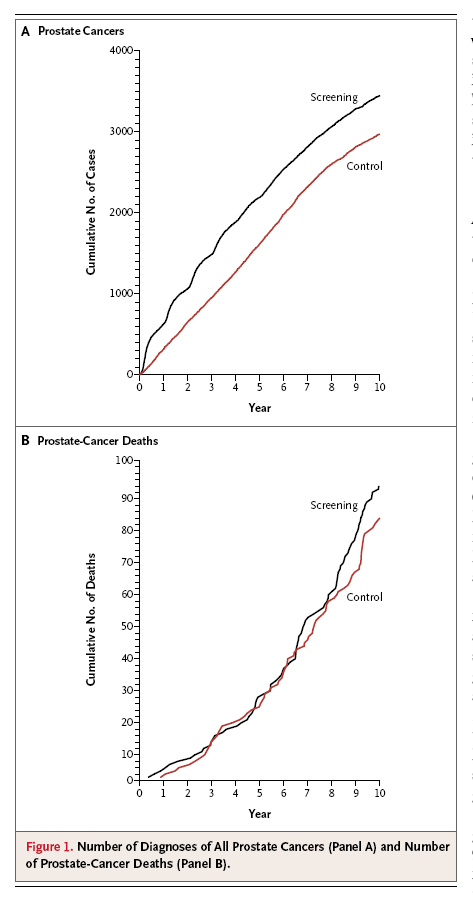 A Prostate Cancers
4000
3000
2000
1000
0
Cumulative No. of Cases
Screening
Control
0 1 2 3 4 5 6 7 8 9 10
Year
B Prostate-Cancer Deaths
100
90
80
70
60
50
40
30
20
10
0
Cumulative No. of Deaths
Screening
Control
0 1 2 3 4 5 6 7 8 9 10
Year
Figure 1. Number of Diagnoses of All Prostate Cancers (Panel A) and Number
of Prostate-Cancer Deaths (Panel B).